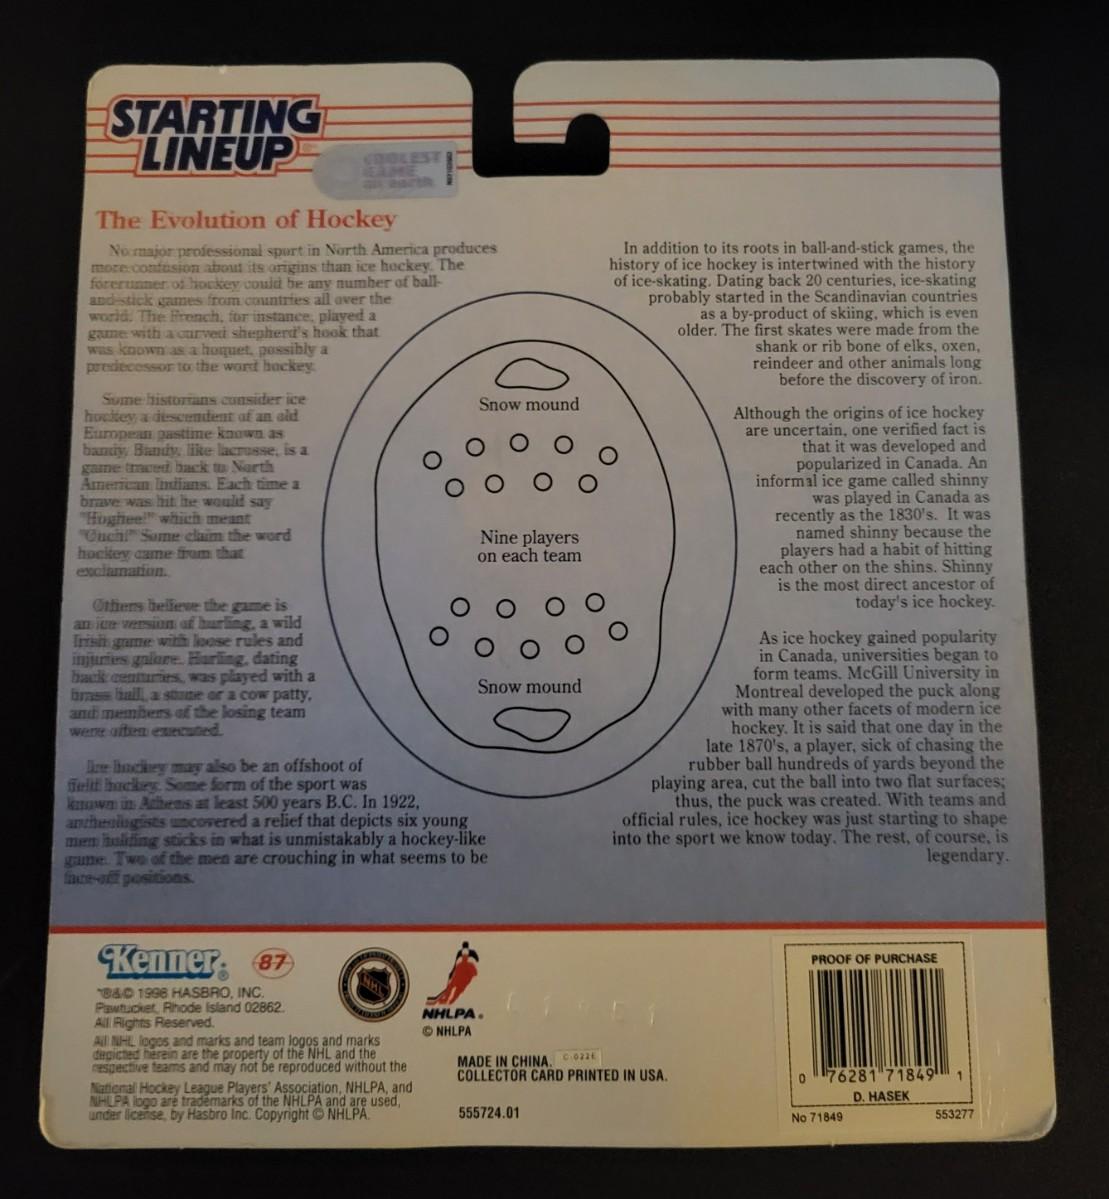 STARTING
LINEUP
COOLEST
GAME
on earth
The Evolution of Hockey
No major professional sport in North America produces
more confusion about its origins than ice hockey. The
forerunner of hockey could be any number of ball-
and-stick games from countries all over the
world. The French, for instance, played a
game with a curved shepherd's hook that
was known as a hoquet, possibly a
predecessor to the word hockey.
Some historians consider ice
hockey a descendent of an old
European pastime known as
bandy. Bandy, like lacrosse, is a
game traced back to North
American Indians. Each time a
brave was hit he would say
"Hoghee!" which meant
"Ouch!" Some claim the word
hockey came from that
exclamation.
Others believe the game is
an ice version of hurling, a wild
Irish game with loose rules and
injuries galore. Hurling, dating
back centuries, was played with a
brass ball, a stone or a cow patty,
and members of the losing team
were often executed.
Ice hockey may also be an offshoot of
field hockey. Some form of the sport was
known in Athens at least 500 years B.C. In 1922,
archeologists uncovered a relief that depicts six young
men holding sticks in what is unmistakably a hockey-like
game. Two of the men are crouching in what seems to be
face-off positions.
Snow mound
Nine players
on each team
Snow mound
In addition to its roots in ball-and-stick games, the
history of ice hockey is intertwined with the history
of ice-skating. Dating back 20 centuries, ice-skating
probably started in the Scandinavian countries
as a by-product of skiing, which is even
older. The first skates were made from the
shank or rib bone of elks, oxen,
reindeer and other animals long
before the discovery of iron.
Although the origins of ice hockey
are uncertain, one verified fact is
that it was developed and
popularized in Canada. An
informal ice game called shinny
was played in Canada as
recently as the 1830's. It was
named shinny because the
players had a habit of hitting
each other on the shins. Shinny
is the most direct ancestor of
today's ice hockey.
As ice hockey gained popularity
in Canada, universities began to
form teams. McGill University in
Montreal developed the puck along
with many other facets of modern ice
hockey. It is said that one day in the
late 1870's, a player, sick of chasing the
rubber ball hundreds of yards beyond the
playing area, cut the ball into two flat surfaces;
thus, the puck was created. With teams and
official rules, ice hockey was just starting to shape
into the sport we know today. The rest, of course, is
legendary.
Kenner®
87
*®&© 1998 HASBRO, INC.
Pawtucket, Rhode Island 02862.
All Rights Reserved.
All NHL logos and marks and team logos and marks
depicted herein are the property of the NHL and the
respective teams and may not be reproduced without the
National Hockey League Players' Association, NHLPA, and
NHLPA logo are trademarks of the NHLPA and are used,
under license, by Hasbro Inc. Copyright © NHLPA.
NHL
NHLPA®
© NHLPA
MADE IN CHINA. C-022E
COLLECTOR CARD PRINTED IN USA.
555724.01
PROOF OF PURCHASE
0 76281 71849 1
D. HASEK
No 71849 553277